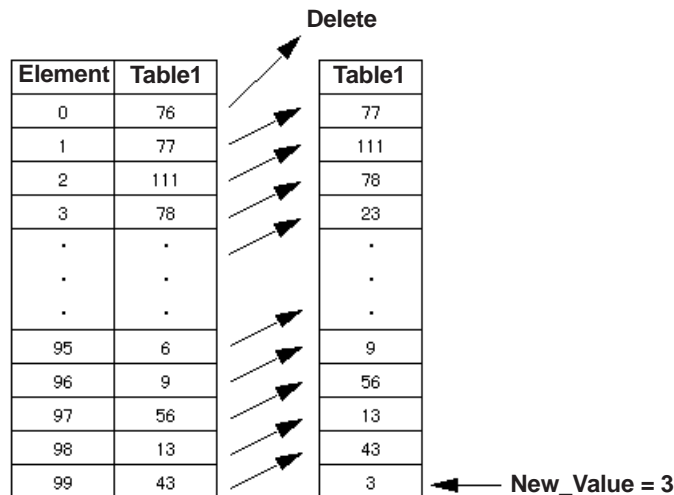 Delete
Element Table1 Table1
0 76 77
1 77 111
2 111 78
3 78 23
. . .
. . .
. . .
95 6 9
96 9 56
97 56 13
98 13 43
99 43 3 New_Value = 3